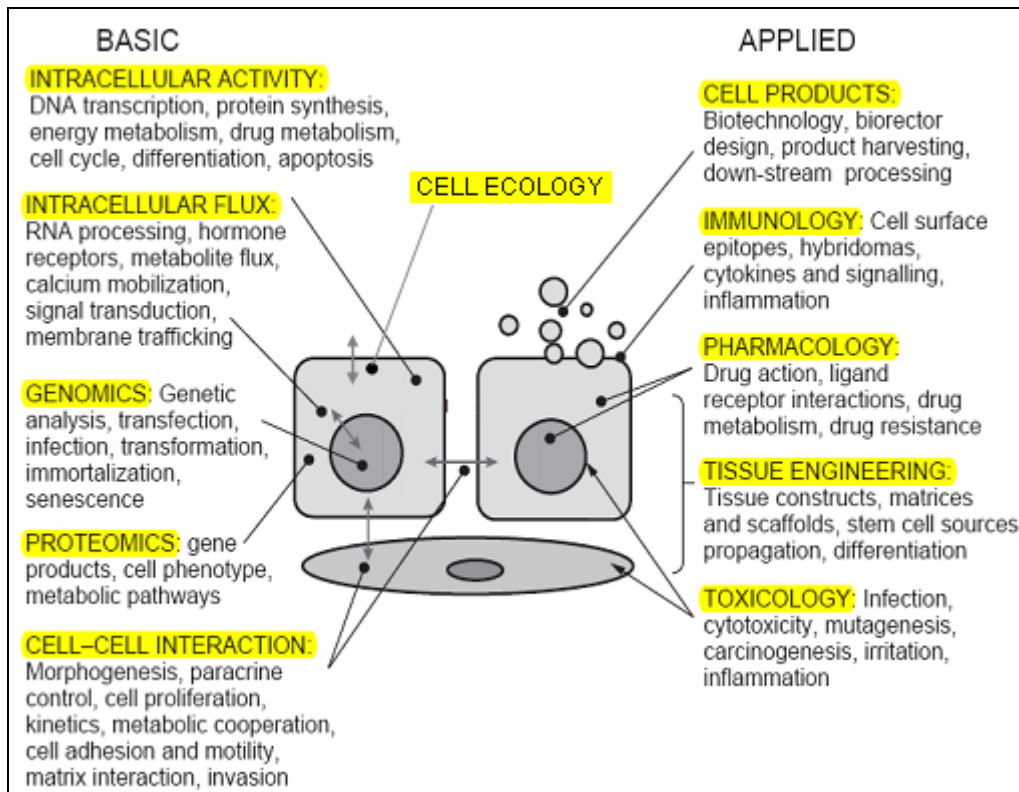 BASIC
INTRACELLULAR ACTIVITY:
DNA transcription, protein synthesis,
energy metabolism, drug metabolism,
cell cycle, differentiation, apoptosis
INTRACELLULAR FLUX:
RNA processing, hormone
receptors, metabolite flux,
calcium mobilization,
signal transduction,
membrane trafficking
GENOMICS: Genetic
analysis, transfection,
infection, transformation,
immortalization,
senescence
PROTEOMICS: gene
products, cell phenotype,
metabolic pathways
CELL–CELL INTERACTION:
Morphogenesis, paracrine
control, cell proliferation,
kinetics, metabolic cooperation,
cell adhesion and motility,
matrix interaction, invasion
CELL ECOLOGY
APPLIED
CELL PRODUCTS:
Biotechnology, biorector
design, product harvesting,
down-stream processing
IMMUNOLOGY: Cell surface
epitopes, hybridomas,
cytokines and signalling,
inflammation
PHARMACOLOGY:
Drug action, ligand
receptor interactions, drug
metabolism, drug resistance
TISSUE ENGINEERING:
Tissue constructs, matrices
and scaffolds, stem cell sources
propagation, differentiation
TOXICOLOGY: Infection,
cytotoxicity, mutagenesis,
carcinogenesis, irritation,
inflammation